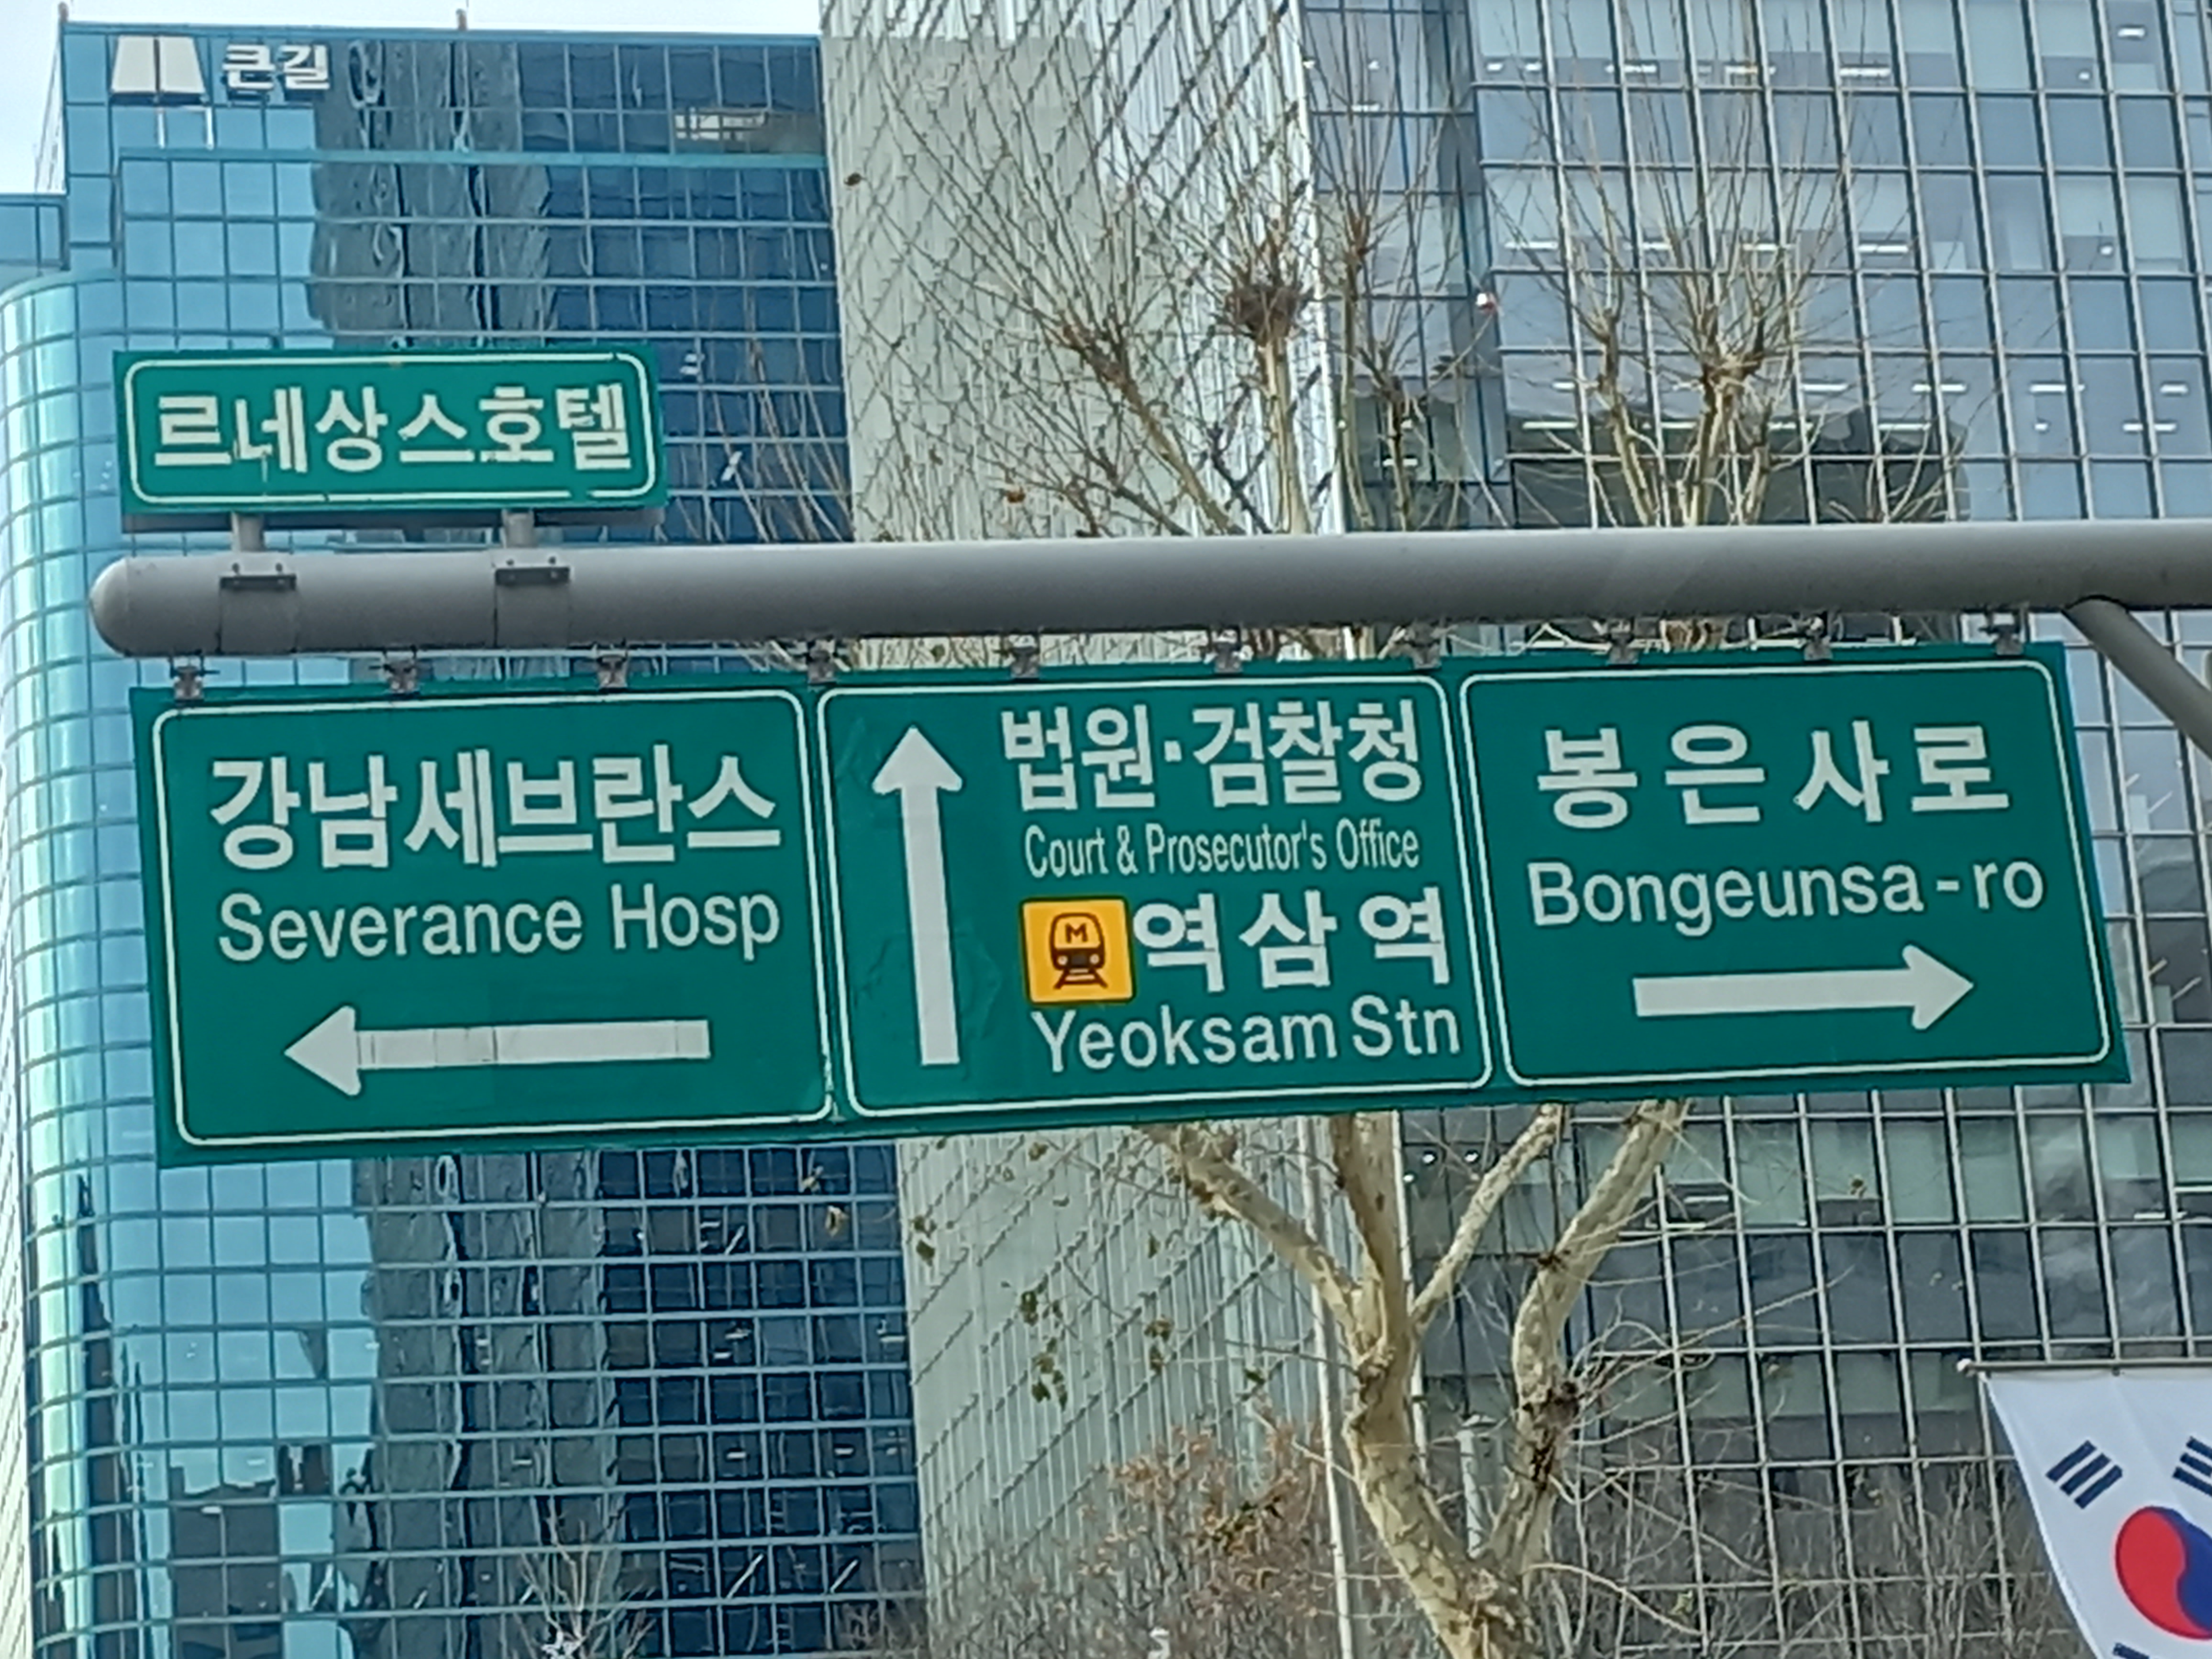 큰길
르네상스호텔
강남세브란스
Severance Hosp
법원·검찰청
Court & Prosecutor's Office
M
역삼역
Yeoksam Stn
봉은사로
Bongeunsa-ro